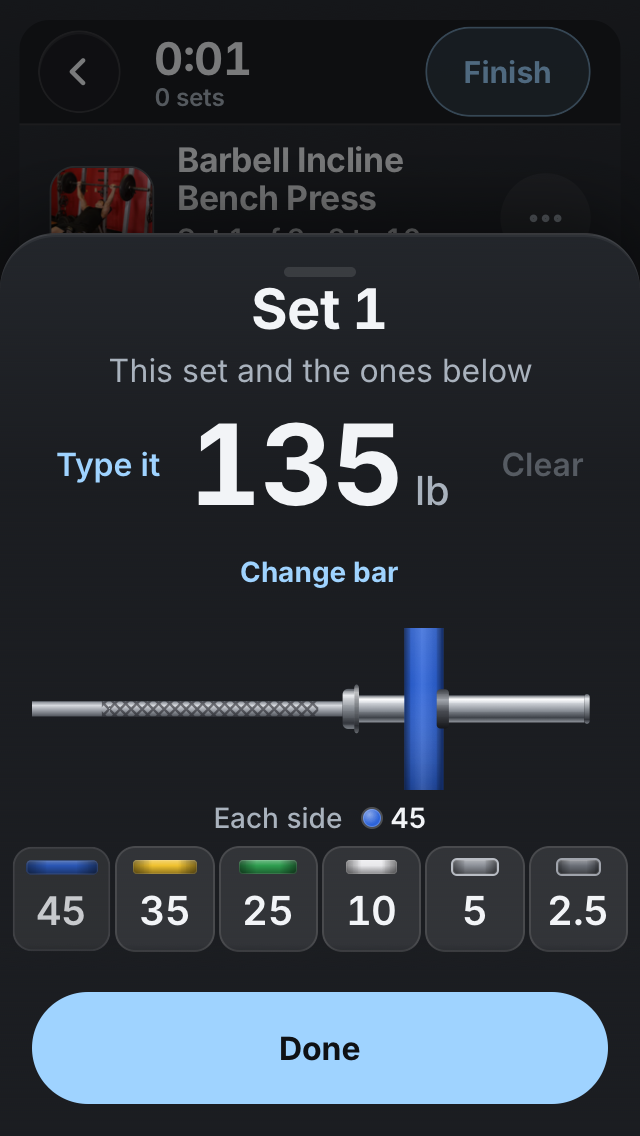 0:01
0 sets
Finish
Barbell Incline
Bench Press
Set 1
This set and the ones below
Type it
135 lb
Clear
Change bar
Each side 45
45 35 25 10 5 2.5
Done